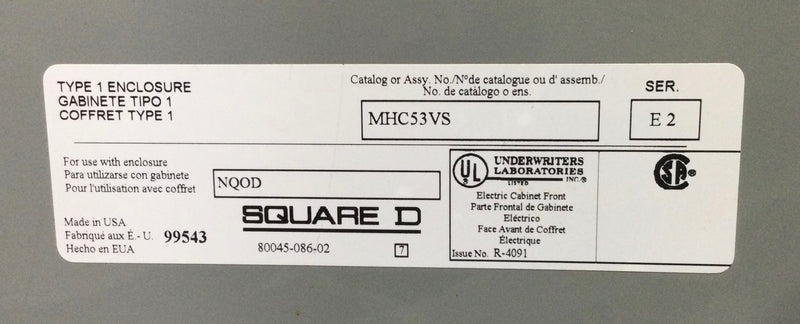 TYPE 1 ENCLOSURE
GABINETE TIPO 1
COFFRET TYPE 1
Catalog or Assy. No./N°de catalogue ou d' assemb./
No. de catálogo o ens.
MHC53VS
SER.
E 2
For use with enclosure
Para utilizarse con gabinete
Pour l'utilisation avec coffret
NQOD
Made in USA
Fabriqué aux É.- U.
Hecho en EUA
99543
SQUARE D
80045-086-02
7
UL
LISTED
UNDERWRITERS
LABORATORIES
INC.®
Electric Cabinet Front
Parte Frontal de Gabinete
Eléctrico
Face Avant de Coffret
Électrique
Issue No. R-4091
CSA®